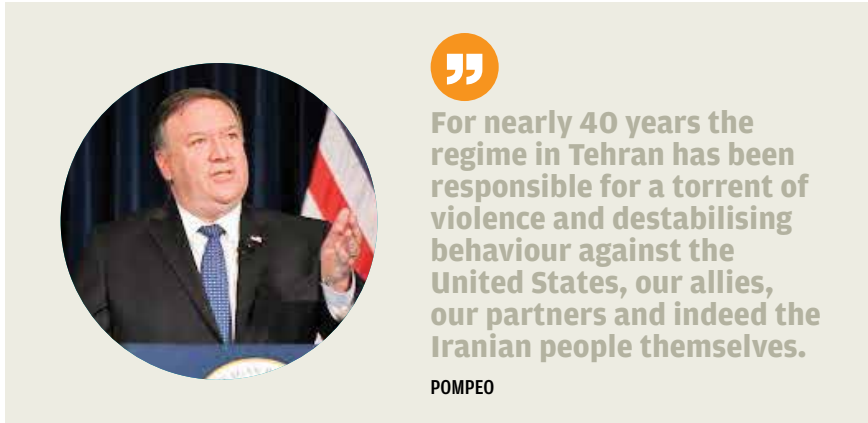 ”
For nearly 40 years the
regime in Tehran has been
responsible for a torrent of
violence and destabilising
behaviour against the
United States, our allies,
our partners and indeed the
Iranian people themselves.
POMPEO